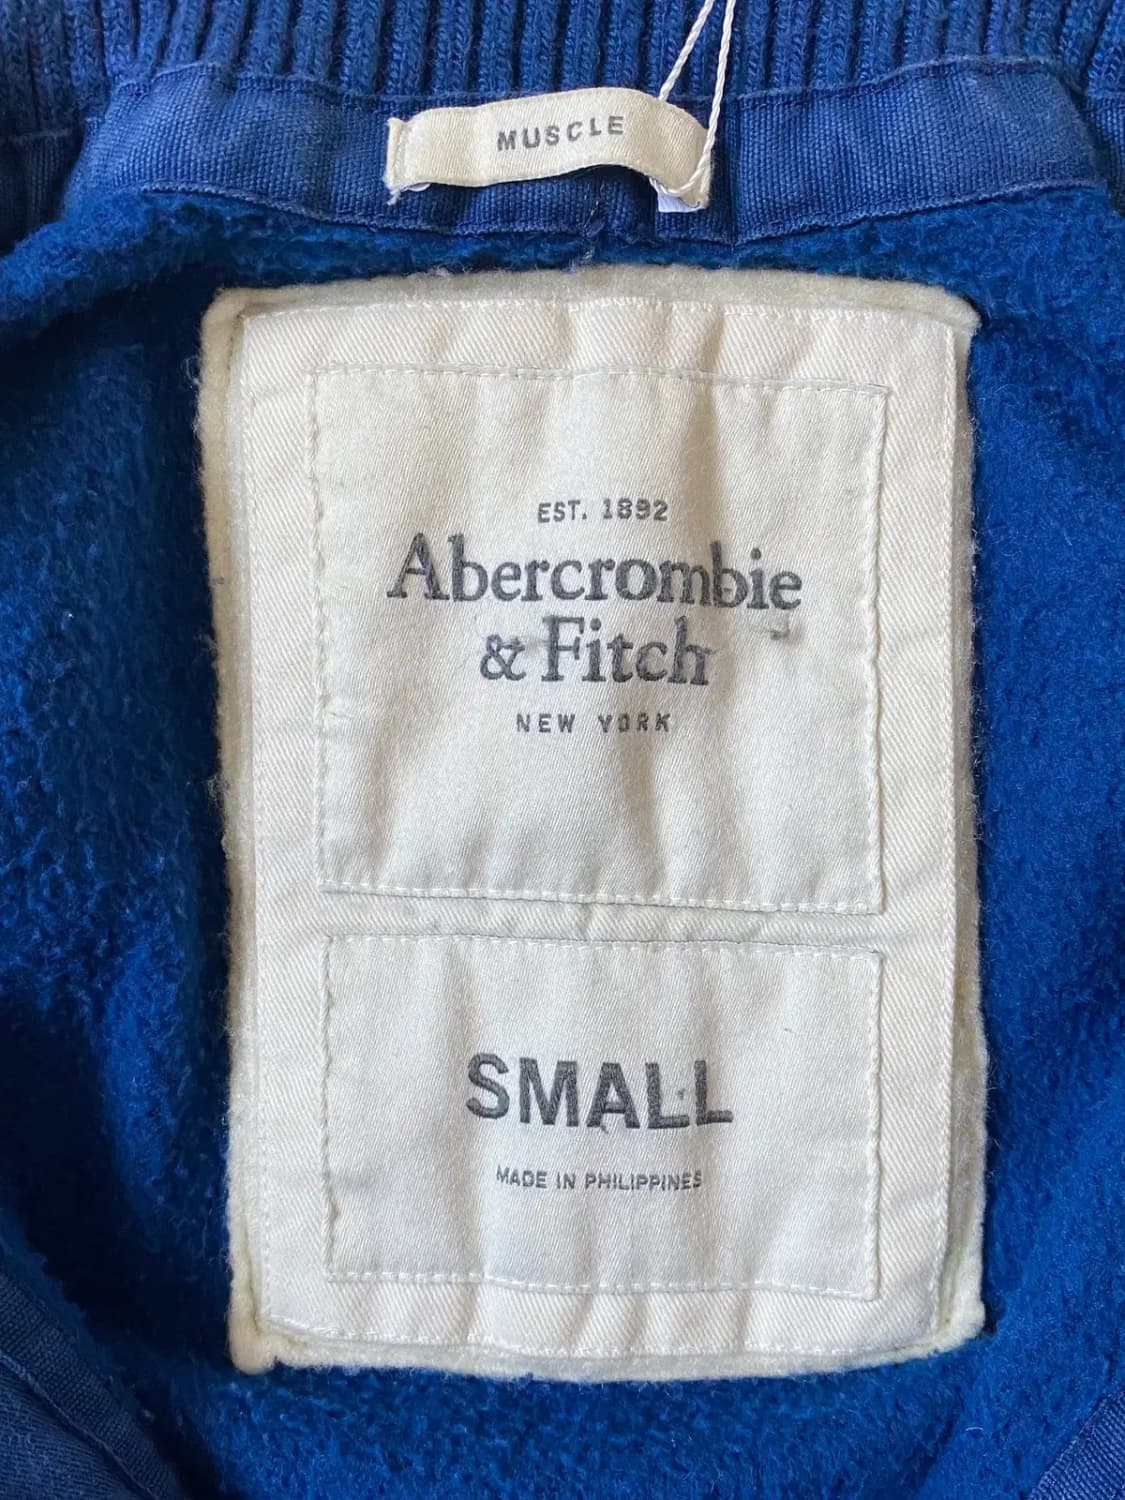 MUSCLE
EST. 1892
Abercrombie
& Fitch
NEW YORK
SMALL
MADE IN PHILIPPINES